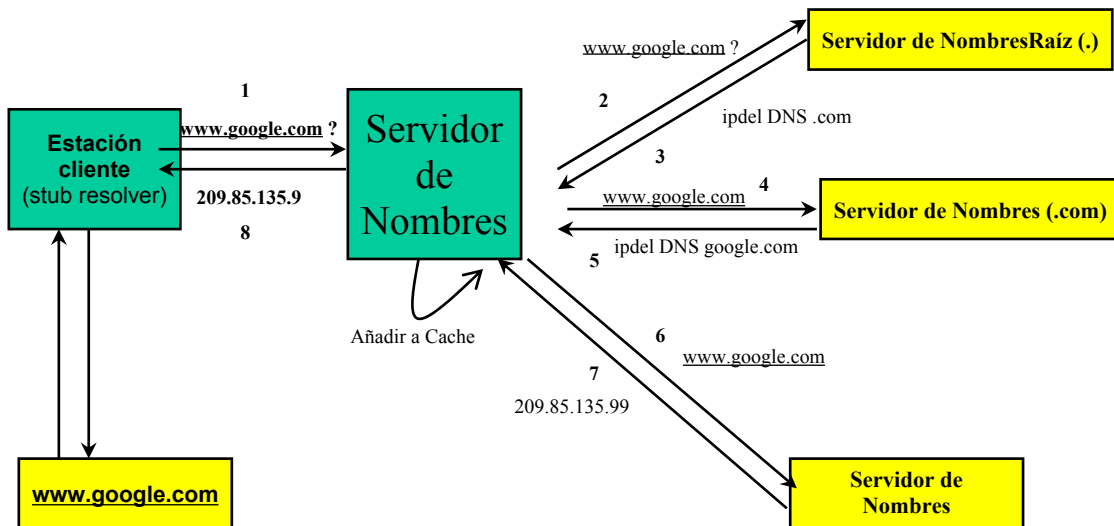 www.google.com ?
Servidor de NombresRaíz (.)
1
2
ipdel DNS .com
www.google.com ?
Estación
cliente
(stub resolver)
Servidor
de
Nombres
3
4
209.85.135.9
www.google.com
Servidor de Nombres (.com)
8
ipdel DNS google.com
5
Añadir a Cache
6
www.google.com
7
209.85.135.99
www.google.com
Servidor de
Nombres